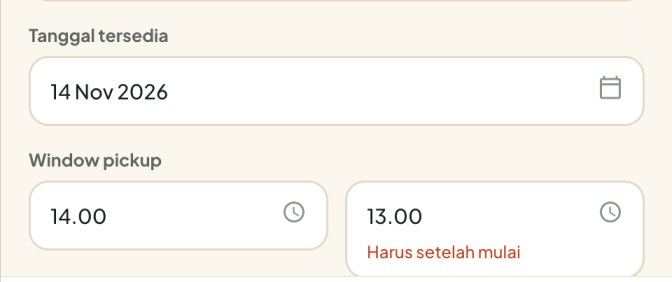 Tanggal tersedia
14 Nov 2026
Window pickup
14.00
13.00
Harus setelah mulai